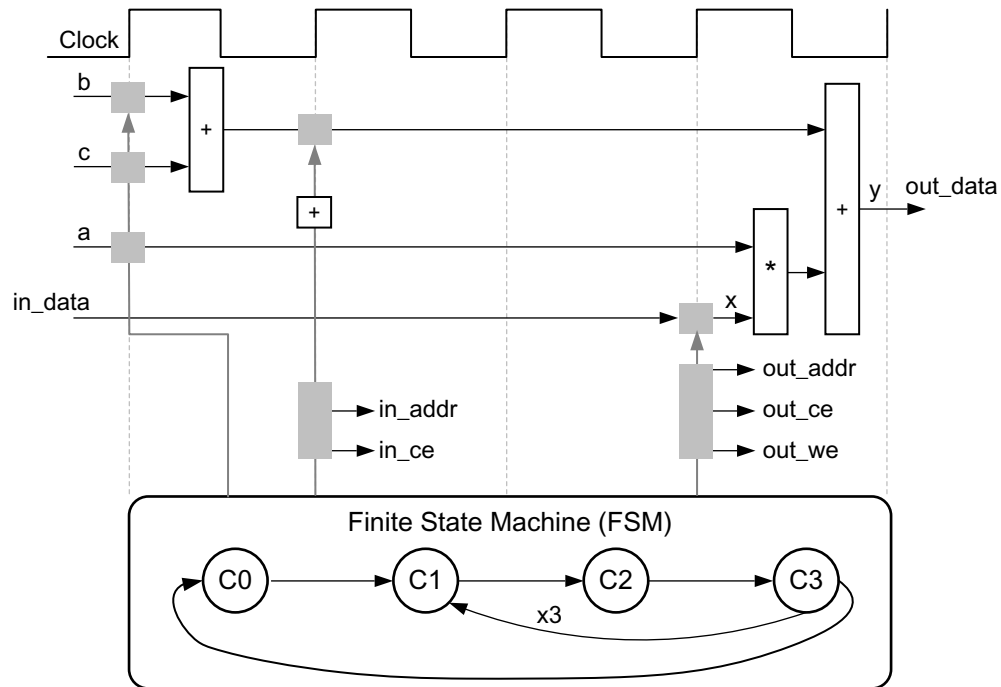 Clock
b
+
c
+
a
+
y
out_data
*
in_data
x
out_addr
in_addr
out_ce
in_ce
out_we
Finite State Machine (FSM)
C0
C1
C2
C3
x3